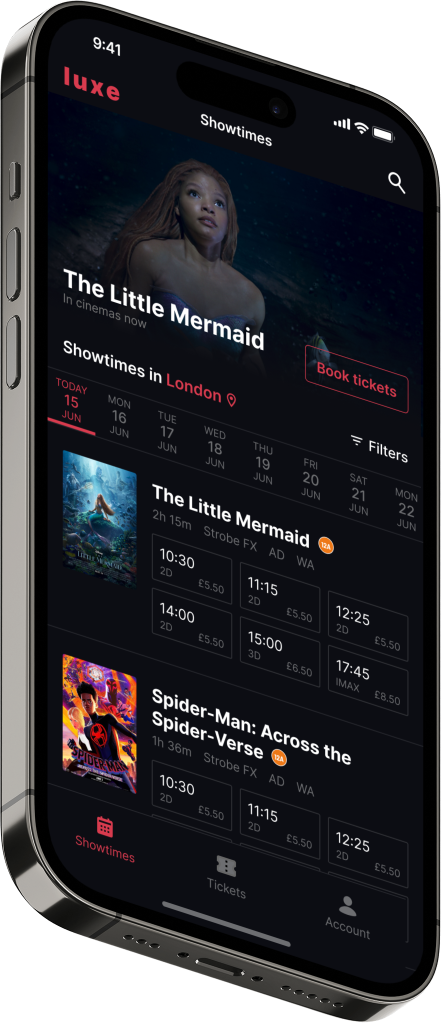 9:41
luxe
Showtimes
The Little Mermaid
In cinemas now
Book tickets
Showtimes in London
Filters
TODAY 15 JUN
MON 16 JUN
TUE 17 JUN
WED 18 JUN
THU 19 JUN
FRI 20 JUN
SAT 21 JUN
MON 22 JUN
The Little Mermaid 12A
2h 15m Strobe FX AD WA
10:30
2D £5.50
11:15
2D £5.50
12:25
2D £5.50
14:00
2D £5.50
15:00
3D £6.50
17:45
IMAX £8.50
THE LITTLE MERMAID
Spider-Man: Across the
Spider-Verse 12A
1h 36m Strobe FX AD WA
10:30
2D £5.50
11:15
2D £5.50
12:25
2D £5.50
SPIDER-MAN
Showtimes
Tickets
Account